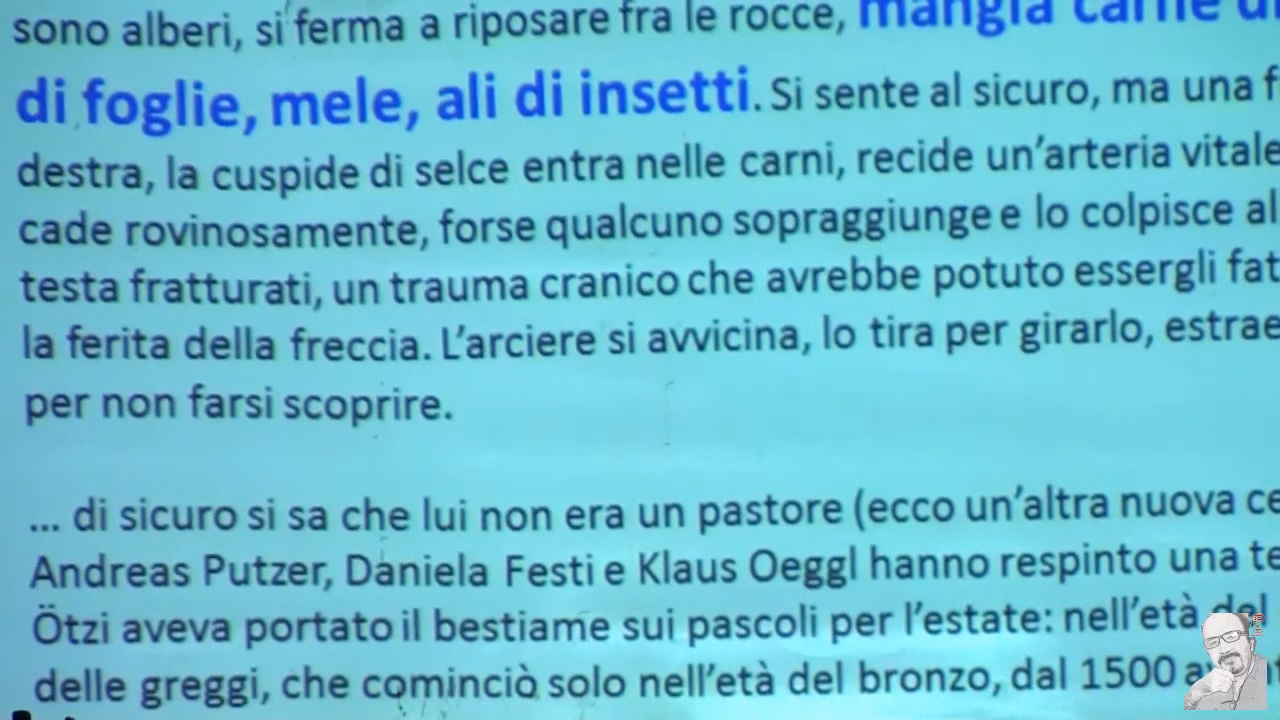 sono alberi, si ferma a riposare fra le rocce, mangia carne di
di foglie, mele, ali di insetti. Si sente al sicuro, ma una f
destra, la cuspide di selce entra nelle carni, recide un'arteria vitale
cade rovinosamente, forse qualcuno sopraggiunge e lo colpisce al
testa fratturati, un trauma cranico che avrebbe potuto essergli fat
la ferita della freccia. L'arciere si avvicina, lo tira per girarlo, estrae
per non farsi scoprire.
... di sicuro si sa che lui non era un pastore (ecco un'altra nuova ce
Andreas Putzer, Daniela Festi e Klaus Oeggl hanno respinto una te
Ötzi aveva portato il bestiame sui pascoli per l'estate: nell'età del
delle greggi, che cominciò solo nell'età del bronzo, dal 1500